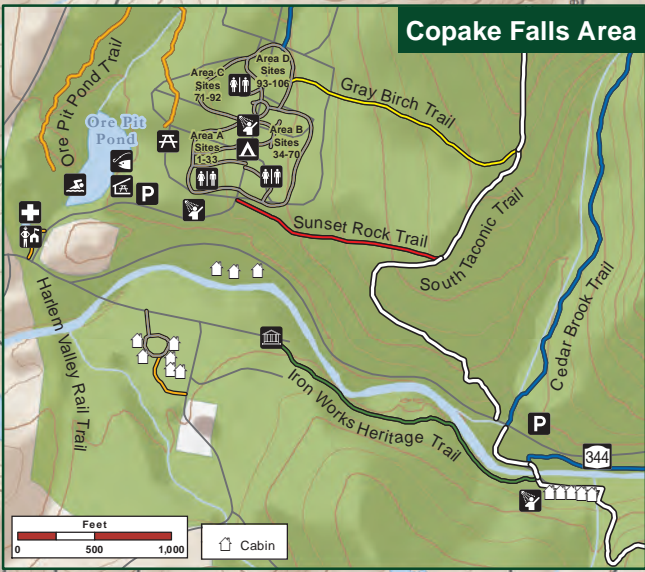 Copake Falls Area
Ore Pit Pond Trail
Area C
Sites
71-92
Area D
Sites
93-106
Gray Birch Trail
Ore Pit
Pond
Area A
Sites
1-33
Area B
Sites
34-70
P
Sunset Rock Trail
South Taconic Trail
Cedar Brook Trail
Harlem Valley Rail Trail
Iron Works Heritage Trail
P
344
Feet
0 500 1,000
Cabin